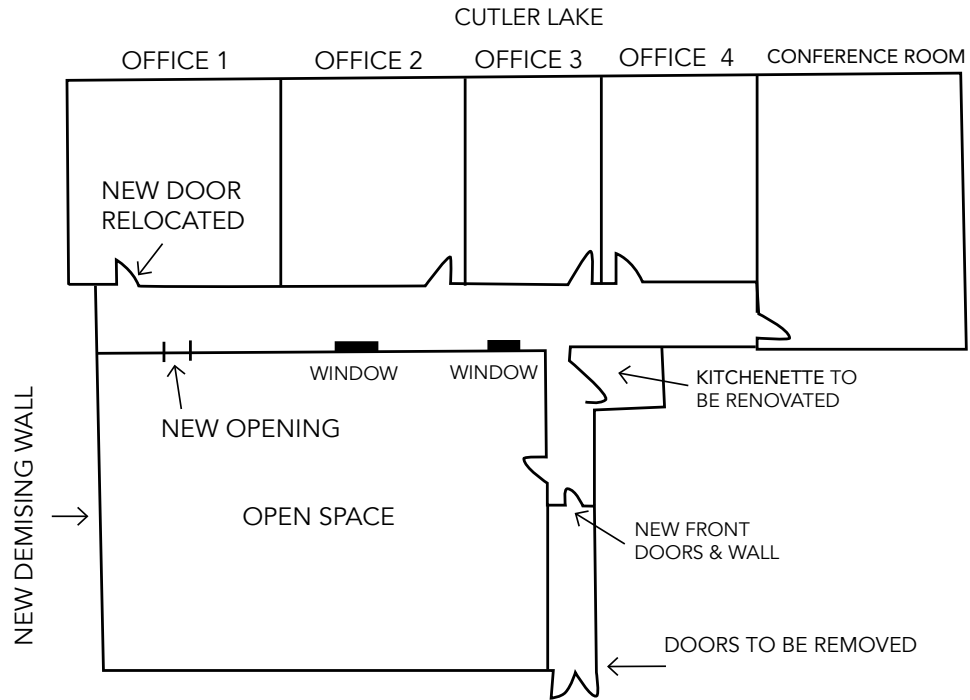 CUTLER LAKE
OFFICE 1
OFFICE 2
OFFICE 3
OFFICE 4
CONFERENCE ROOM
NEW DOOR
RELOCATED
WINDOW
WINDOW
KITCHENETTE TO
BE RENOVATED
NEW OPENING
NEW DEMISING WALL
OPEN SPACE
NEW FRONT
DOORS & WALL
DOORS TO BE REMOVED